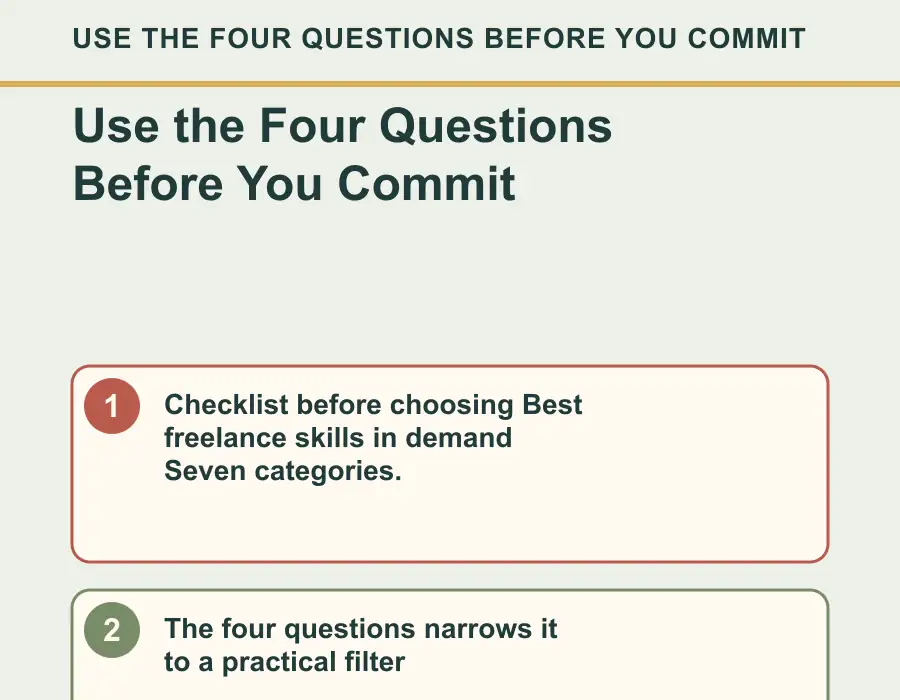 USE THE FOUR QUESTIONS BEFORE YOU COMMIT
Use the Four Questions
Before You Commit
1
Checklist before choosing Best
freelance skills in demand
Seven categories.
2
The four questions narrows it
to a practical filter